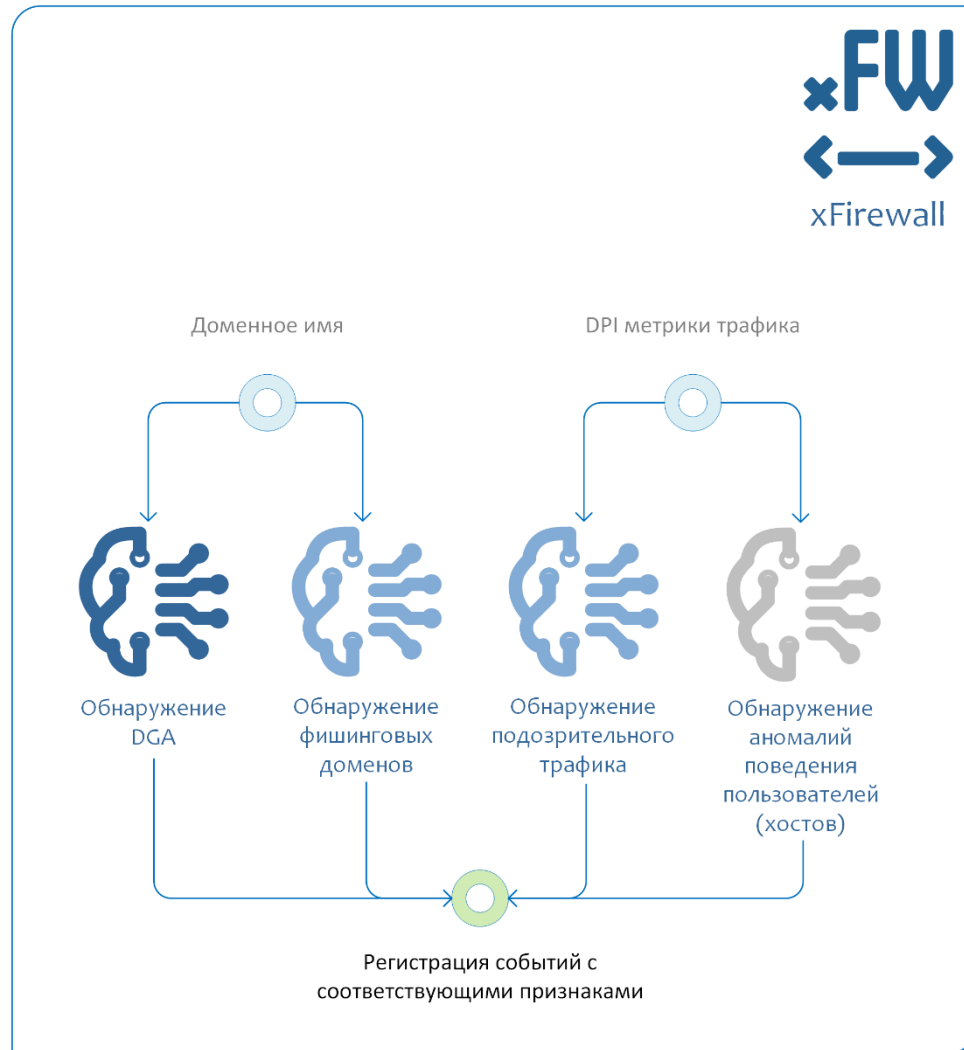 xFW
xFirewall
Доменное имя
DPI метрики трафика
Обнаружение
DGA
Обнаружение
фишинговых
доменов
Обнаружение
подозрительного
трафика
Обнаружение
аномалий
поведения
пользователей
(хостов)
Регистрация событий с
соответствующими признаками